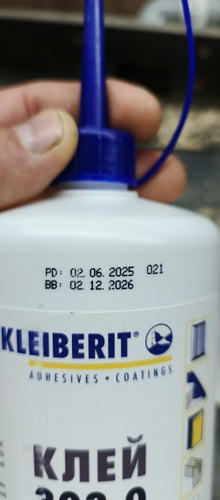 PD: 02. 06. 2025 021
BB: 02. 12. 2026
KLEIBERIT®
ADHESIVES • COATINGS
КЛЕЙ